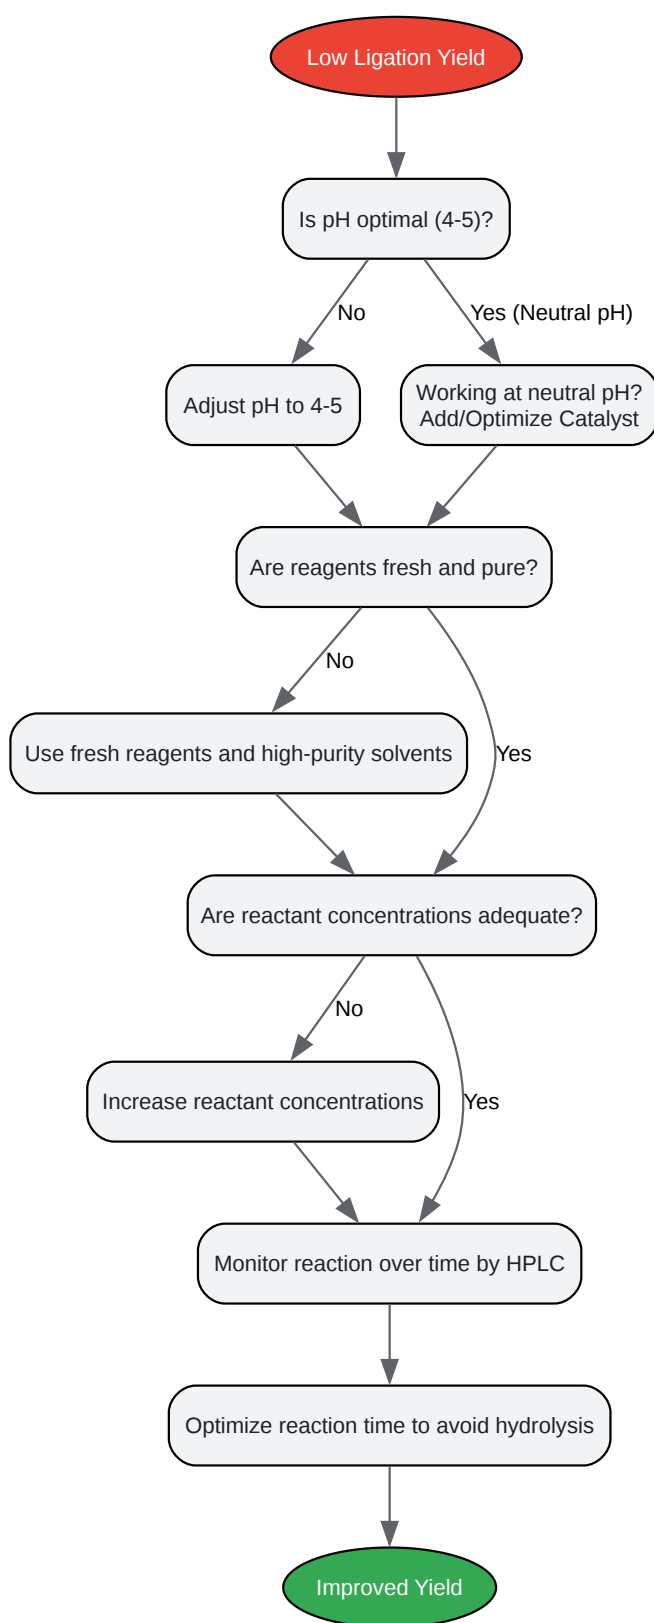 Low Ligation Yield
Is pH optimal (4-5)?
No
Yes (Neutral pH)
Adjust pH to 4-5
Working at neutral pH?
Add/Optimize Catalyst
Are reagents fresh and pure?
No
Use fresh reagents and high-purity solvents
Yes
Are reactant concentrations adequate?
No
Increase reactant concentrations
Yes
Monitor reaction over time by HPLC
Optimize reaction time to avoid hydrolysis
Improved Yield